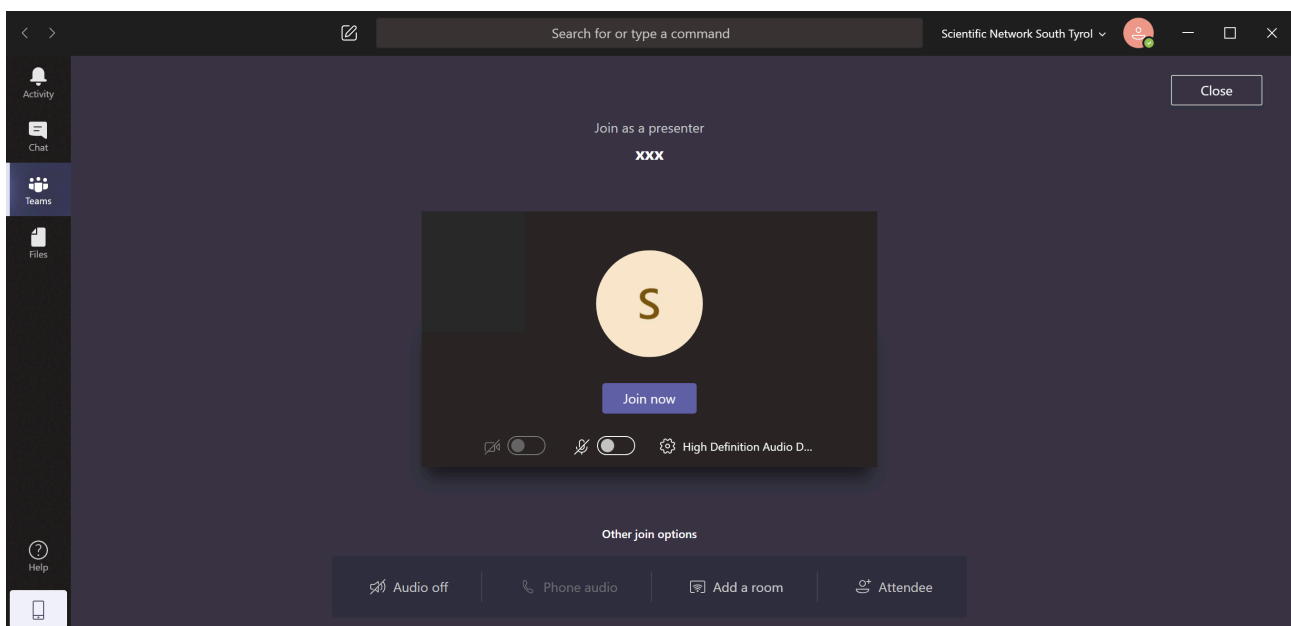 Search for or type a command
Scientific Network South Tyrol
Activity
Chat
Teams
Files
Help
Close
Join as a presenter
xxx
S
Join now
High Definition Audio D...
Other join options
Audio off
Phone audio
Add a room
Attendee